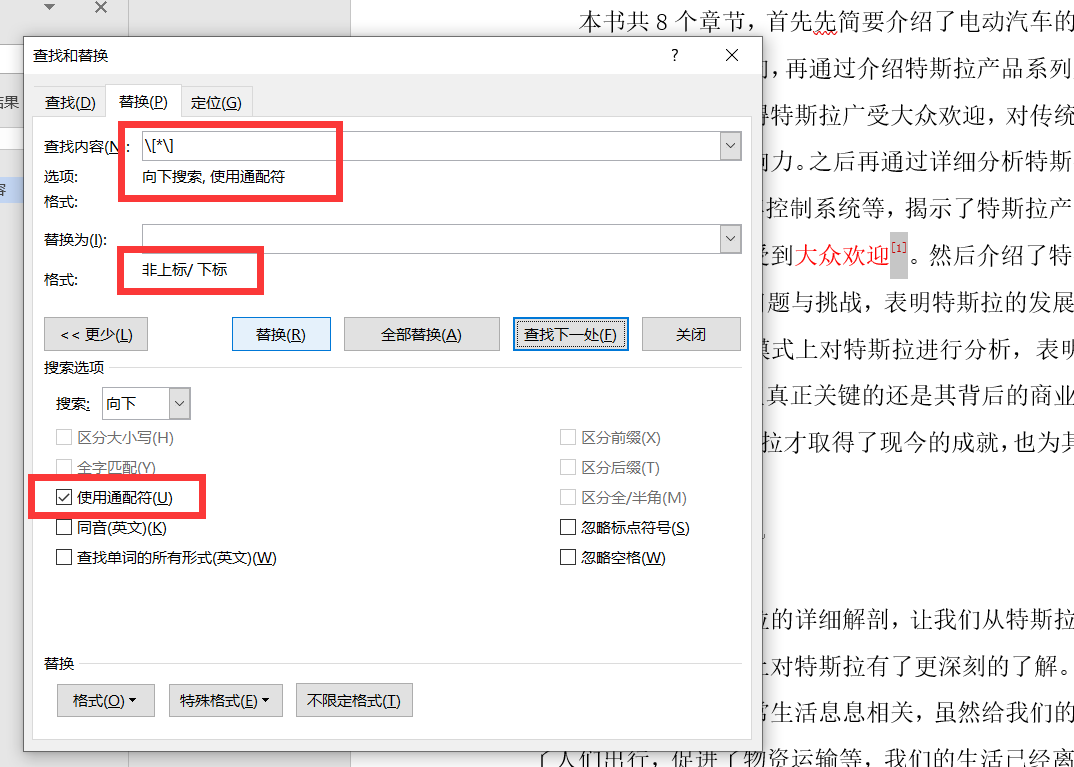 本书共8个章节，首先先简要介绍了电动汽车的
查找和替换
? ×
，再通过介绍特斯拉产品系列
结果
查找(D) 替换(P) 定位(G)
特斯拉广受大众欢迎，对传统
查找内容(N):
\[*\]
力。之后再通过详细分析特斯
选项:
向下搜索, 使用通配符
格式:
控制系统等，揭示了特斯拉产
替换为(I):
到大众欢迎[1]。然后介绍了特
格式:
非上标/ 下标
题与挑战，表明特斯拉的发展
<< 更少(L) 替换(R) 全部替换(A) 查找下一处(F) 关闭
模式上对特斯拉进行分析，表明
搜索选项
真正关键的还是其背后的商业
搜索: 向下
区分大小写(H) 区分前缀(X)
拉才取得了现今的成就,也为其
全字匹配(Y) 区分后缀(T)
使用通配符(U) 区分全/半角(M)
同音(英文)(K) 忽略标点符号(S)
查找单词的所有形式(英文)(W) 忽略空格(W)
的详细解剖，让我们从特斯拉
替换
上对特斯拉有了更深刻的了解。
格式(O) 特殊格式(E) 不限定格式(T)
常生活息息相关，虽然给我们的
了人们出行，促进了物资运输等，我们的生活已经离